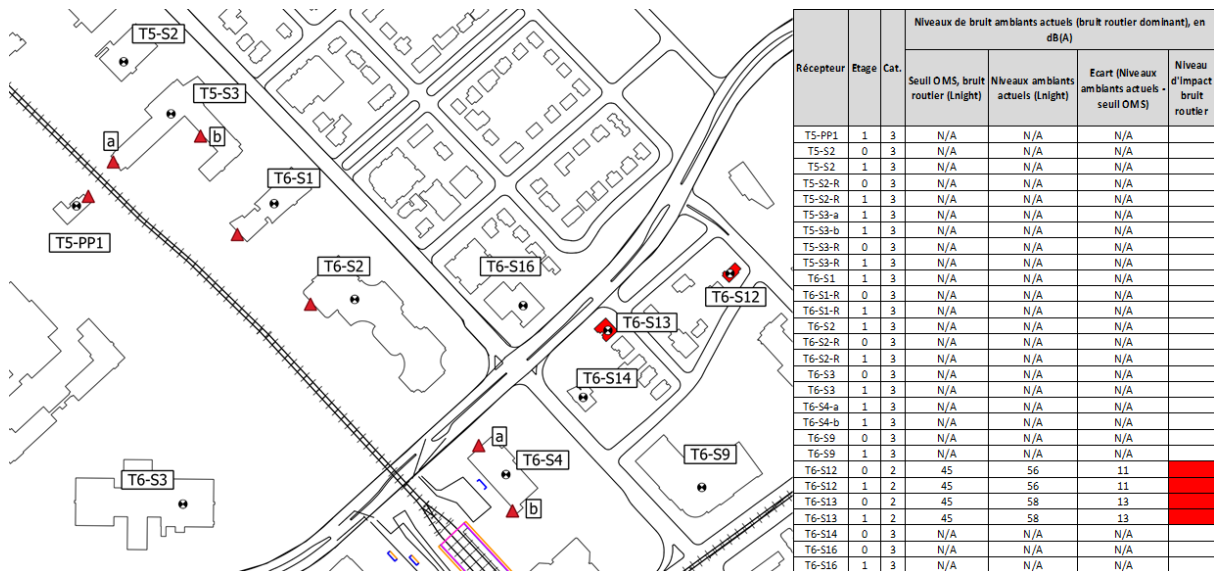 T5-S2
T5-S3
a
b
T6-S1
T5-PP1
T6-S2
T6-S16
T6-S12
T6-S13
T6-S14
a
T6-S4
T6-S9
T6-S3
b
Récepteur
Etage
Cat.
Niveaux de bruit ambiants actuels (bruit routier dominant), en
dB(A)
Seuil OMS, bruit
routier (Lnight)
Niveaux ambiants
actuels (Lnight)
Ecart (Niveaux
ambiants actuels -
seuil OMS)
Niveau
d'impact
bruit
routier
T5-PP1 1 3 N/A N/A N/A
T5-S2 0 3 N/A N/A N/A
T5-S2 1 3 N/A N/A N/A
T5-S2-R 0 3 N/A N/A N/A
T5-S2-R 1 3 N/A N/A N/A
T5-S3-a 1 3 N/A N/A N/A
T5-S3-b 1 3 N/A N/A N/A
T5-S3-R 0 3 N/A N/A N/A
T5-S3-R 1 3 N/A N/A N/A
T6-S1 1 3 N/A N/A N/A
T6-S1-R 0 3 N/A N/A N/A
T6-S1-R 1 3 N/A N/A N/A
T6-S2 1 3 N/A N/A N/A
T6-S2-R 0 3 N/A N/A N/A
T6-S2-R 1 3 N/A N/A N/A
T6-S3 0 3 N/A N/A N/A
T6-S3 1 3 N/A N/A N/A
T6-S4-a 1 3 N/A N/A N/A
T6-S4-b 1 3 N/A N/A N/A
T6-S9 0 3 N/A N/A N/A
T6-S9 1 3 N/A N/A N/A
T6-S12 0 2 45 56 11
T6-S12 1 2 45 56 11
T6-S13 0 2 45 58 13
T6-S13 1 2 45 58 13
T6-S14 0 3 N/A N/A N/A
T6-S16 0 3 N/A N/A N/A
T6-S16 1 3 N/A N/A N/A